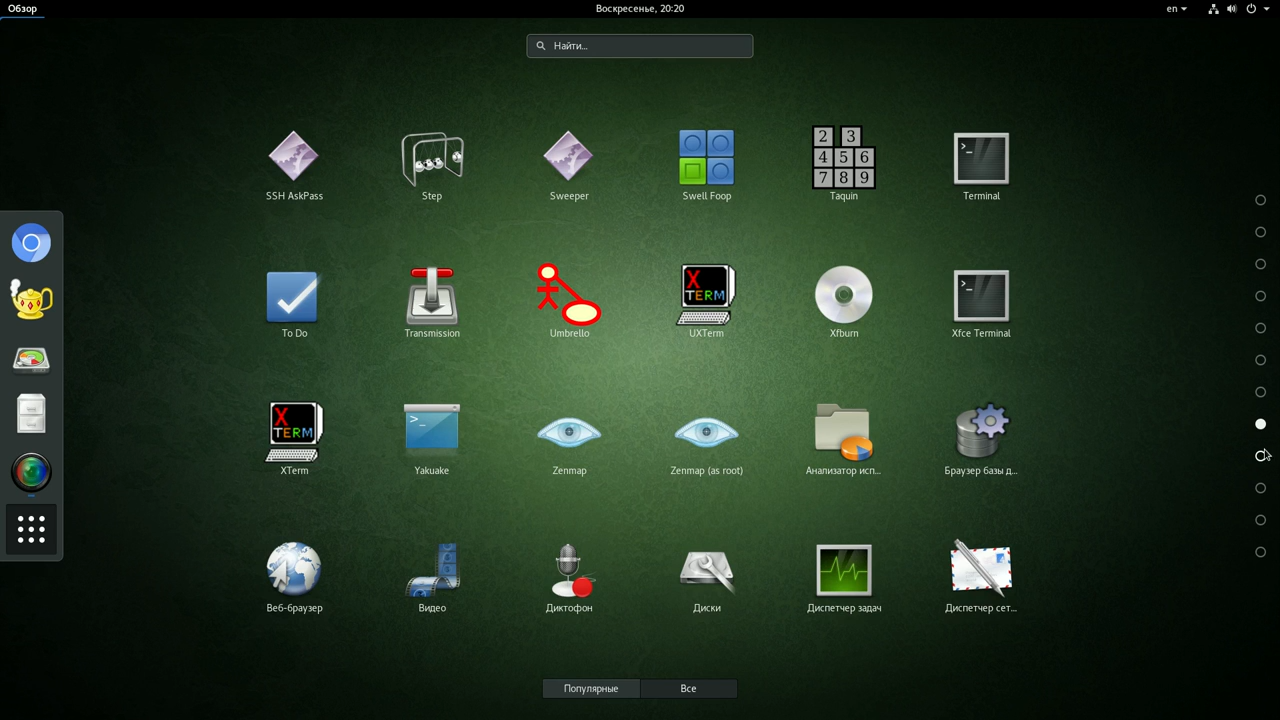 Обзор
Воскресенье, 20:20
en
Найти...
SSH AskPass
Step
Sweeper
Swell Foop
2 3
4 5 6
7 8 9
Taquin
>_
Terminal
To Do
Transmission
Umbrello
X
TERM
UXTerm
Xfburn
>_
Xfce Terminal
X
TERM
XTerm
>_
Yakuake
Zenmap
Zenmap (as root)
Анализатор исп...
Браузер базы д...
Веб-браузер
Видео
Диктофон
Диски
Диспетчер задач
Диспетчер сет...
Популярные
Все